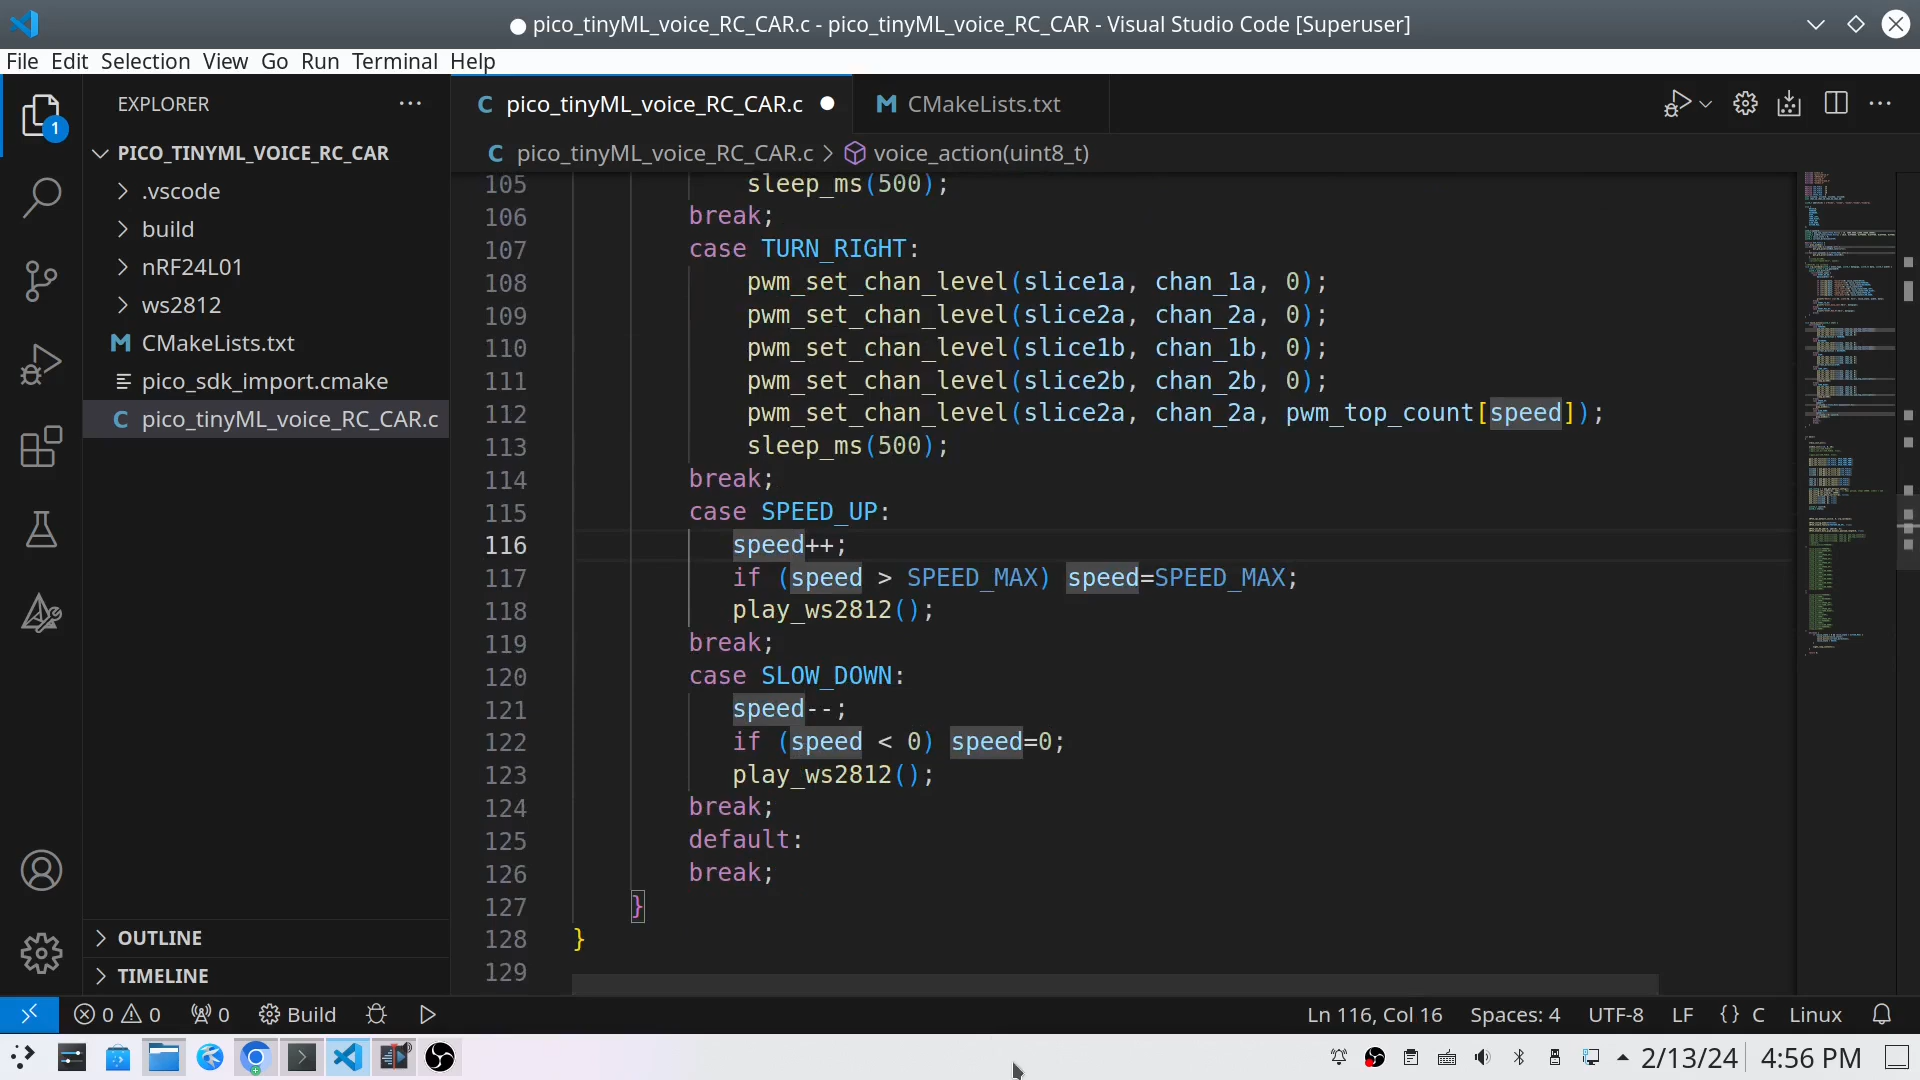 pico_tinyML_voice_RC_CAR.c - pico_tinyML_voice_RC_CAR - Visual Studio Code [Superuser]
File Edit Selection View Go Run Terminal Help
EXPLORER
pico_tinyML_voice_RC_CAR.c
CMakeLists.txt
1
PICO_TINYML_VOICE_RC_CAR
.vscode
build
nRF24L01
ws2812
CMakeLists.txt
pico_sdk_import.cmake
pico_tinyML_voice_RC_CAR.c
OUTLINE
TIMELINE
pico_tinyML_voice_RC_CAR.c > voice_action(uint8_t)
105 sleep_ms(500);
106 break;
107 case TURN_RIGHT:
108 pwm_set_chan_level(slice1a, chan_1a, 0);
109 pwm_set_chan_level(slice2a, chan_2a, 0);
110 pwm_set_chan_level(slice1b, chan_1b, 0);
111 pwm_set_chan_level(slice2b, chan_2b, 0);
112 pwm_set_chan_level(slice2a, chan_2a, pwm_top_count[speed]);
113 sleep_ms(500);
114 break;
115 case SPEED_UP:
116 speed++;
117 if (speed > SPEED_MAX) speed=SPEED_MAX;
118 play_ws2812();
119 break;
120 case SLOW_DOWN:
121 speed--;
122 if (speed < 0) speed=0;
123 play_ws2812();
124 break;
125 default:
126 break;
127 }
128 }
129
0 0 0 Build Ln 116, Col 16 Spaces: 4 UTF-8 LF {} C Linux
2/13/24 4:56 PM